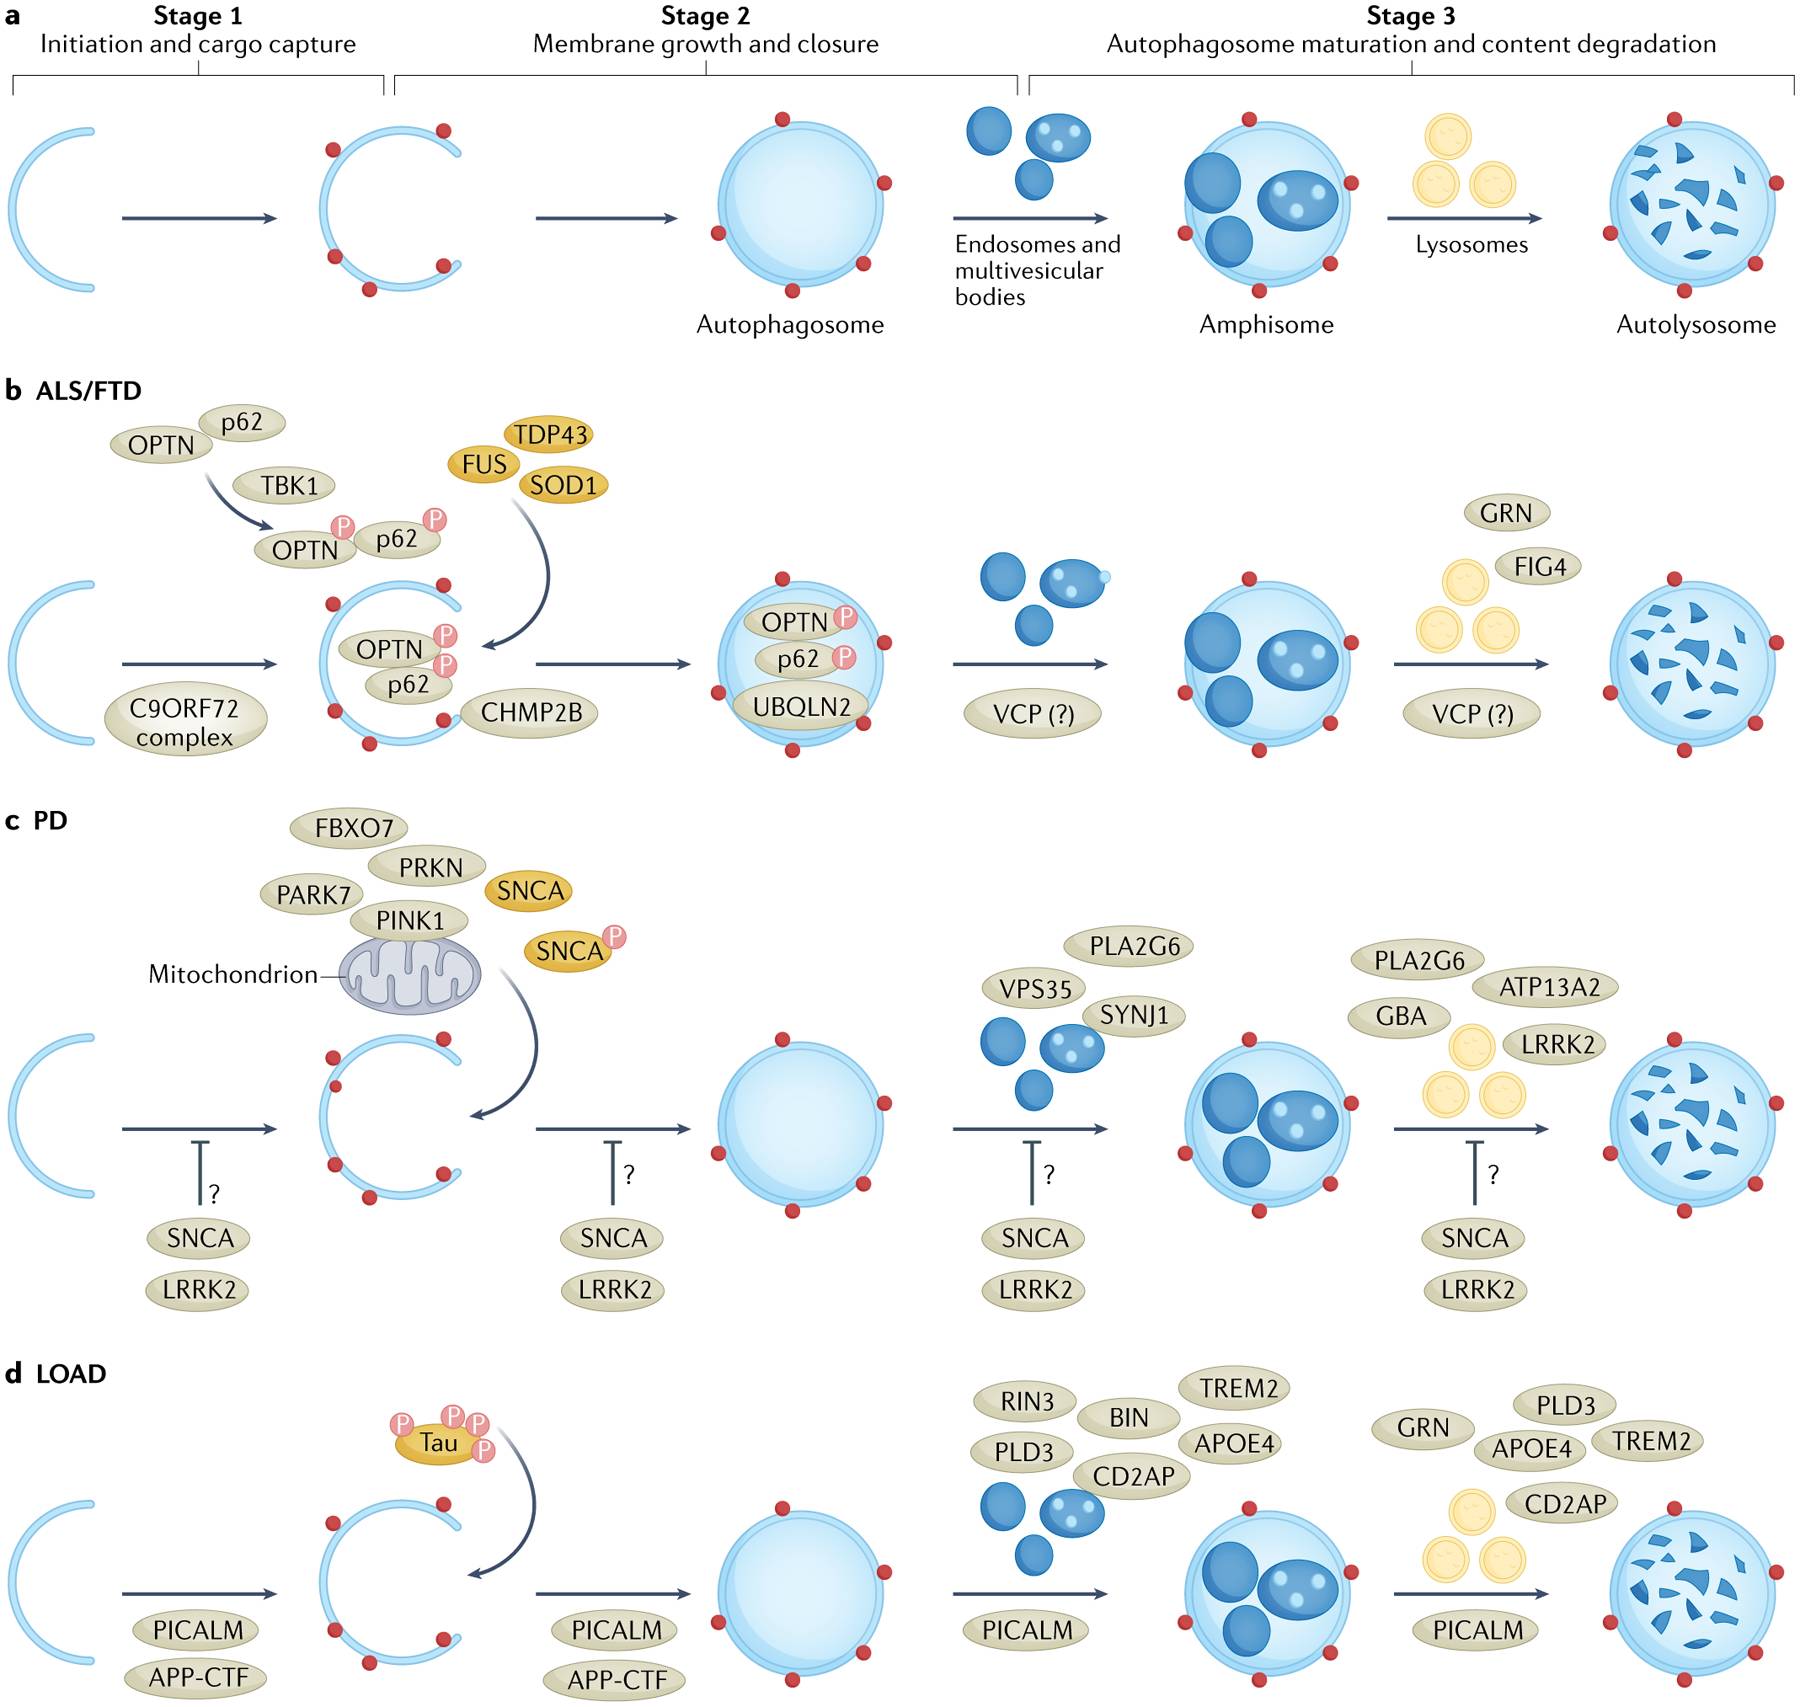 a
Stage 1
Initiation and cargo capture
Stage 2
Membrane growth and closure
Stage 3
Autophagosome maturation and content degradation
Endosomes and
multivesicular
bodies
Lysosomes
Autophagosome
Amphisome
Autolysosome
b ALS/FTD
OPTN
p62
TBK1
OPTN
P
p62
P
FUS
TDP43
SOD1
GRN
FIG4
OPTN
P
p62
P
OPTN
P
p62
P
UBQLN2
C9ORF72
complex
CHMP2B
VCP (?)
VCP (?)
c PD
FBXO7
PRKN
PARK7
PINK1
SNCA
SNCA
P
Mitochondrion
PLA2G6
VPS35
SYNJ1
PLA2G6
ATP13A2
GBA
LRRK2
?
?
?
?
SNCA
SNCA
SNCA
SNCA
LRRK2
LRRK2
LRRK2
LRRK2
d LOAD
P
P
P
P
Tau
RIN3
BIN
TREM2
PLD3
CD2AP
APOE4
GRN
PLD3
APOE4
TREM2
CD2AP
PICALM
PICALM
PICALM
PICALM
APP-CTF
APP-CTF